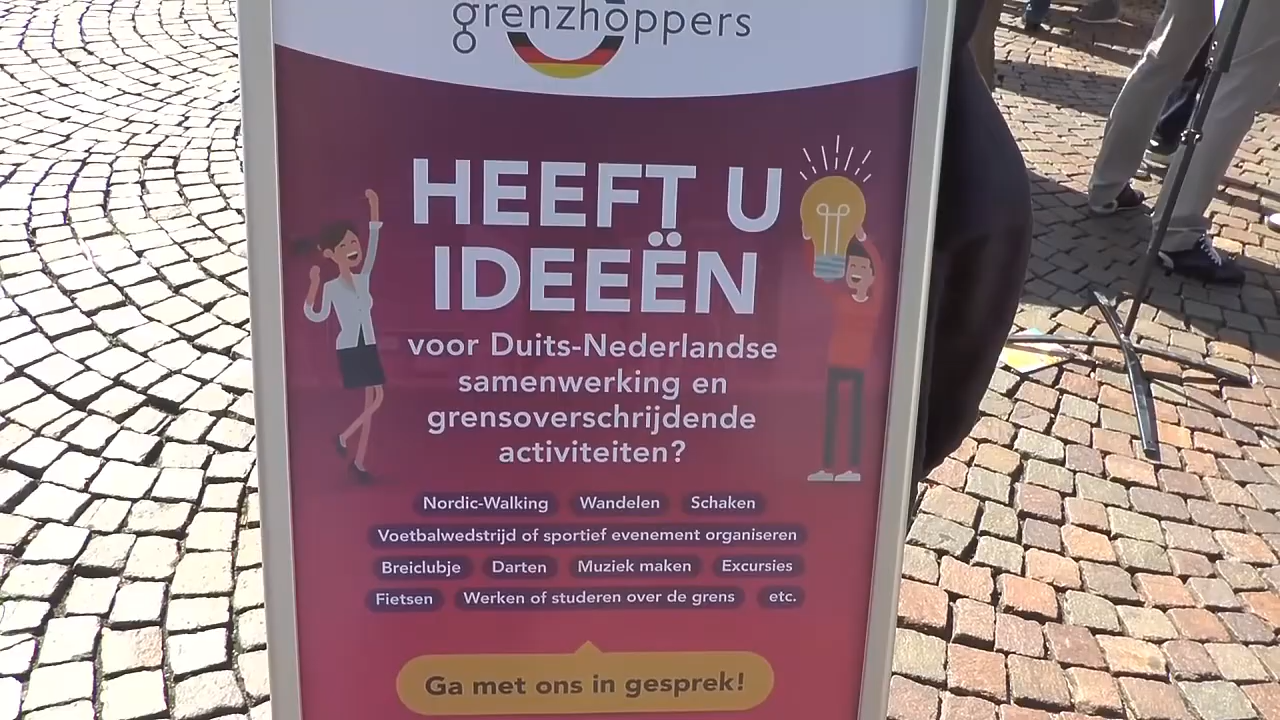 grenzhoppers
HEEFT U
IDEEËN
voor Duits-Nederlandse
samenwerking en
grensoverschrijdende
activiteiten?
Nordic-Walking Wandelen Schaken
Voetbalwedstrijd of sportief evenement organiseren
Breiclubje Darten Muziek maken Excursies
Fietsen Werken of studeren over de grens etc.
Ga met ons in gesprek!